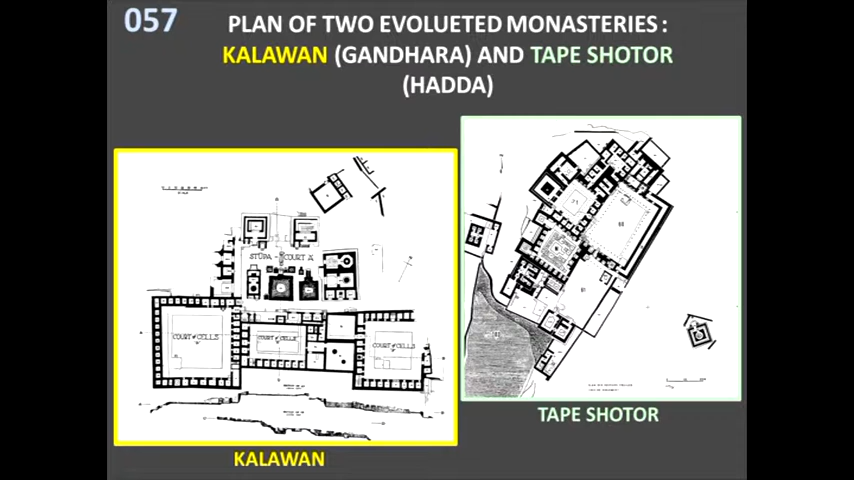 057
PLAN OF TWO EVOLUETED MONASTERIES :
KALAWAN (GANDHARA) AND TAPE SHOTOR
(HADDA)
STŪPA - COURT A
COURT of CELLS
COURT of CELLS
COURT of CELLS
TAPE SHOTOR
KALAWAN